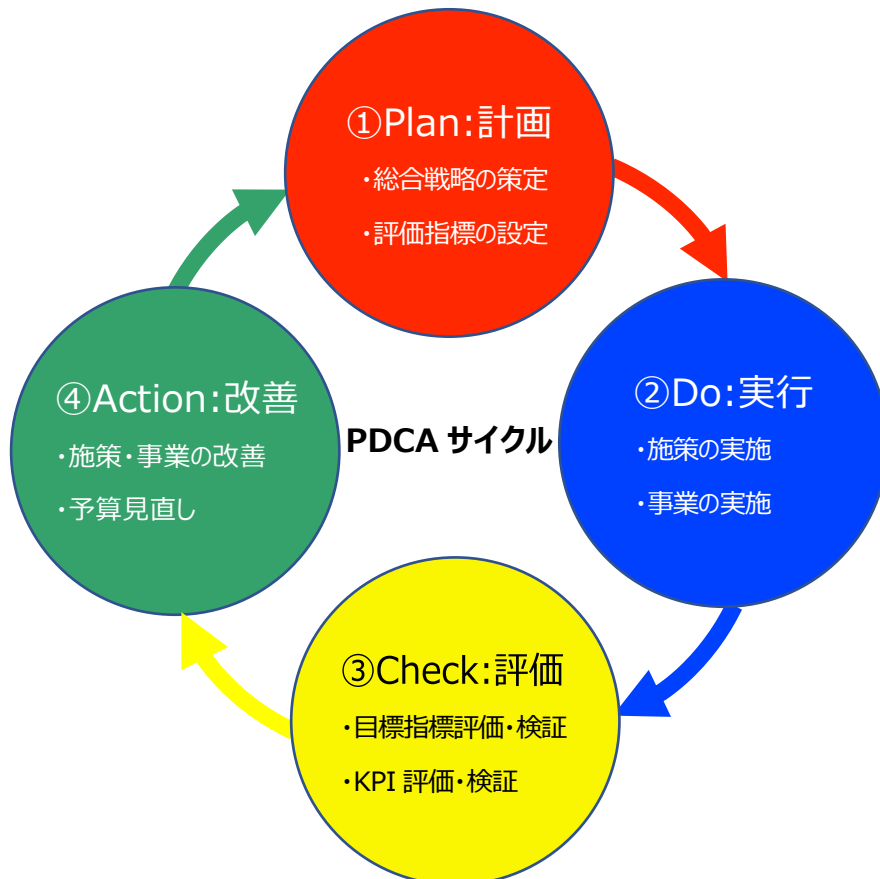 ①Plan:計画
・総合戦略の策定
・評価指標の設定
②Do:実行
・施策の実施
・事業の実施
③Check:評価
・目標指標評価・検証
・KPI 評価・検証
④Action:改善
・施策・事業の改善
・予算見直し
PDCA サイクル